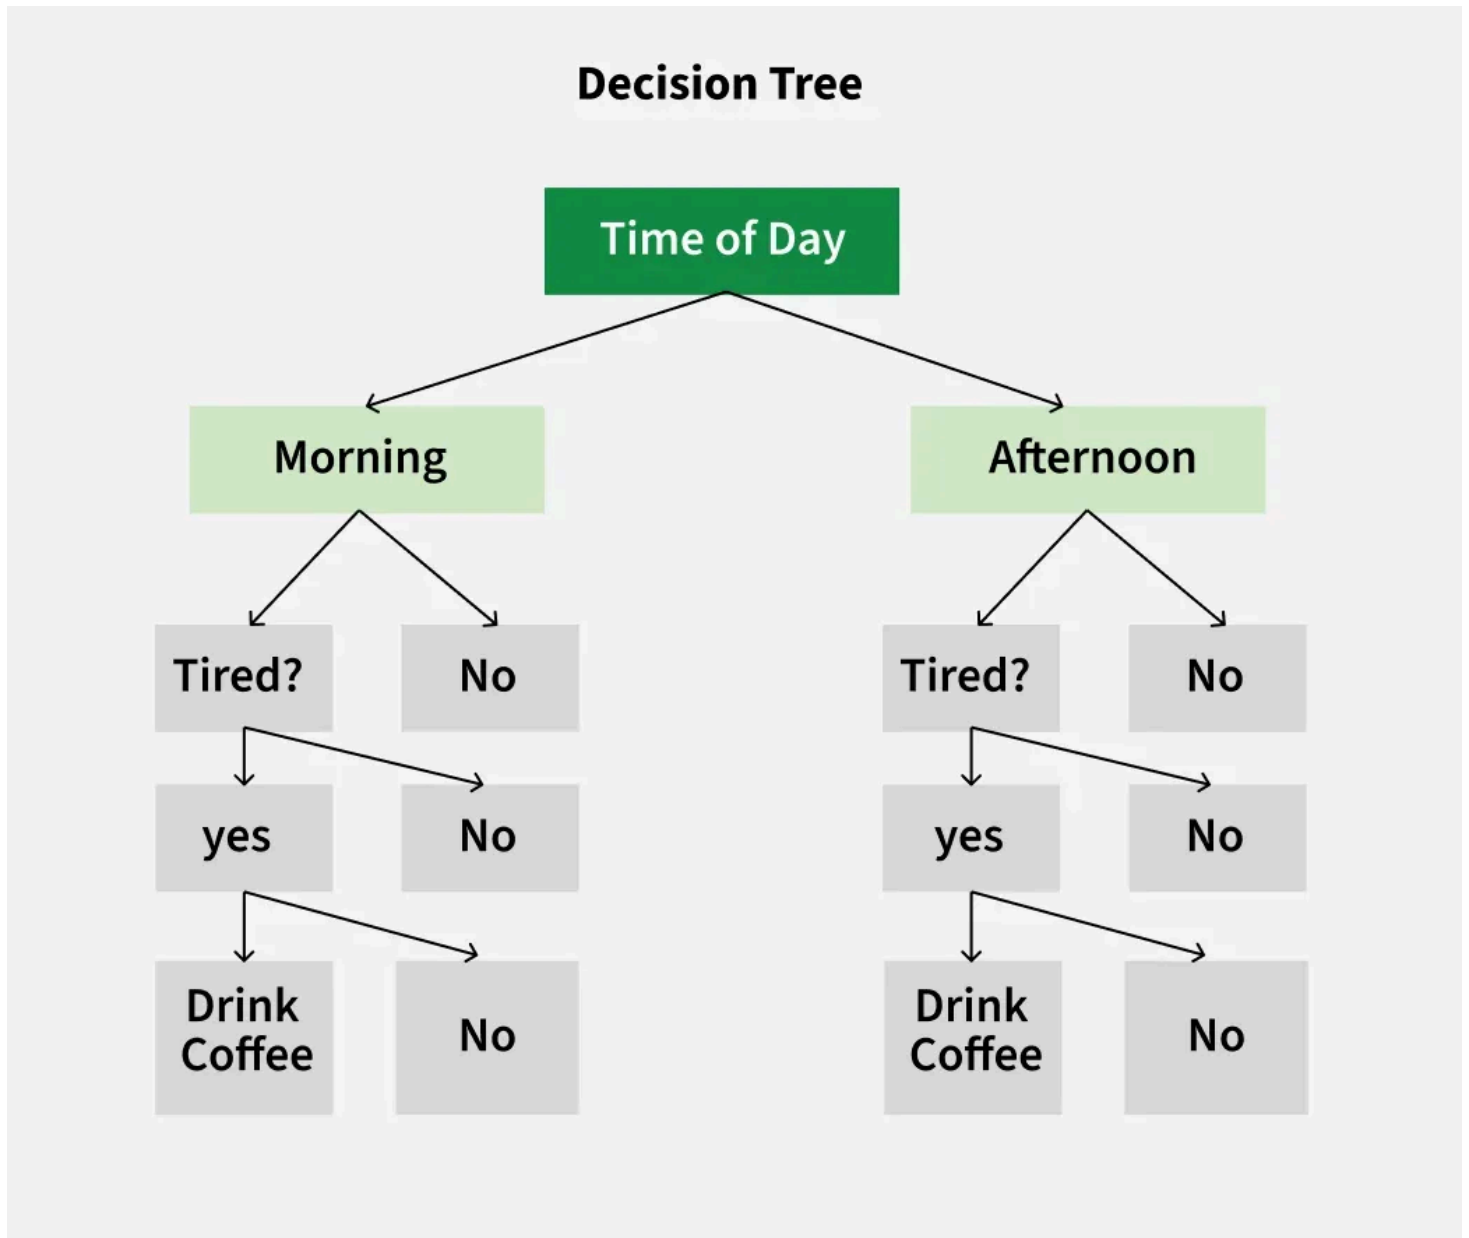 Decision Tree
Time of Day
Morning
Afternoon
Tired?
No
Tired?
No
yes
No
yes
No
Drink
Coffee
No
Drink
Coffee
No